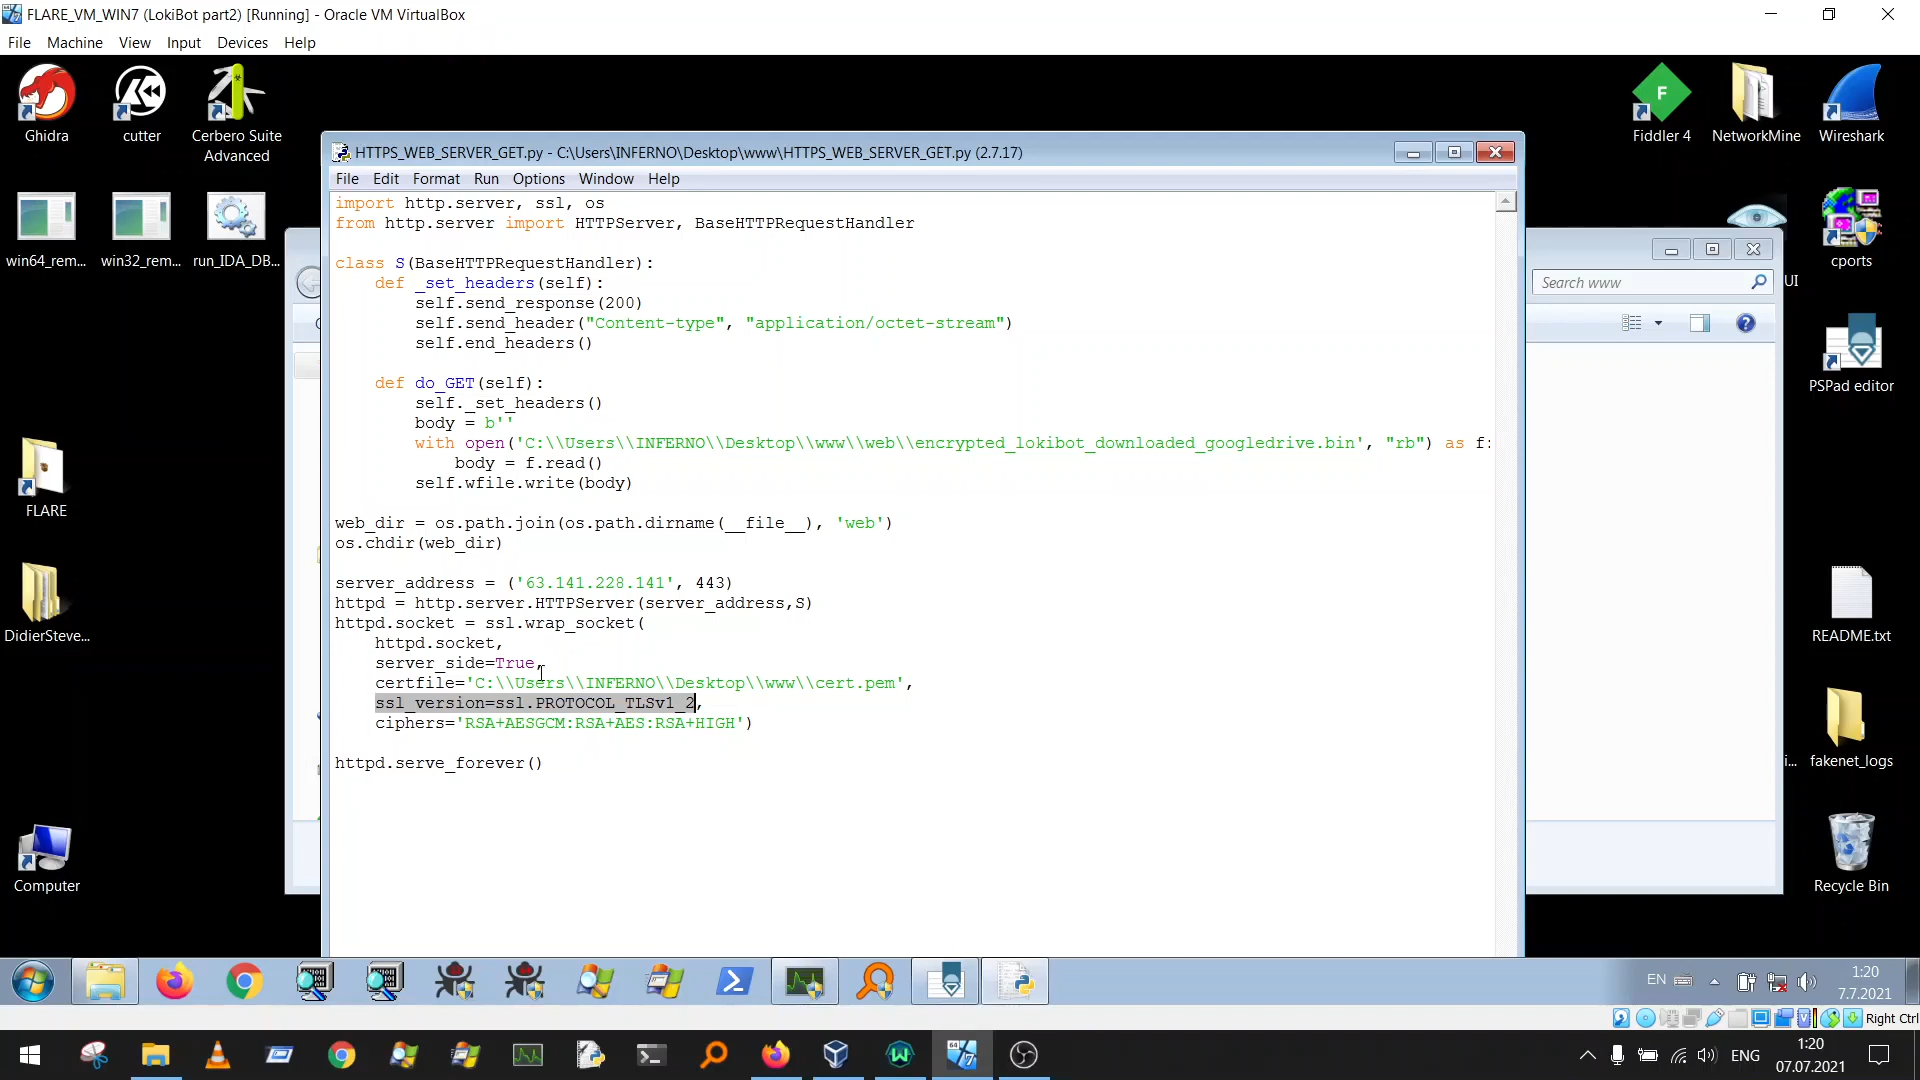 FLARE_VM_WIN7 (LokiBot part2) [Running] - Oracle VM VirtualBox
File Machine View Input Devices Help
Ghidra
cutter
Cerbero Suite
Advanced
Fiddler 4
NetworkMine
Wireshark
HTTPS_WEB_SERVER_GET.py - C:\Users\INFERNO\Desktop\www\HTTPS_WEB_SERVER_GET.py (2.7.17)
File Edit Format Run Options Window Help
import http.server, ssl, os
from http.server import HTTPServer, BaseHTTPRequestHandler
class S(BaseHTTPRequestHandler):
def _set_headers(self):
self.send_response(200)
self.send_header("Content-type", "application/octet-stream")
self.end_headers()
def do_GET(self):
self._set_headers()
body = b''
with open('C:\\Users\\INFERNO\\Desktop\\www\\web\\encrypted_lokibot_downloaded_googledrive.bin', "rb") as f:
body = f.read()
self.wfile.write(body)
web_dir = os.path.join(os.path.dirname(__file__), 'web')
os.chdir(web_dir)
server_address = ('63.141.228.141', 443)
httpd = http.server.HTTPServer(server_address,S)
httpd.socket = ssl.wrap_socket(
httpd.socket,
server_side=True,
certfile='C:\\Users\\INFERNO\\Desktop\\www\\cert.pem',
ssl_version=ssl.PROTOCOL_TLSv1_2,
ciphers='RSA+AESGCM:RSA+AES:RSA+HIGH')
httpd.serve_forever()
win64_rem...
win32_rem...
run_IDA_DB...
Search www
cports
UI
PSPad editor
FLARE
DidierSteve...
README.txt
i...
fakenet_logs
Computer
Recycle Bin
EN
1:20
7.7.2021
Right Ctrl
ENG
1:20
07.07.2021